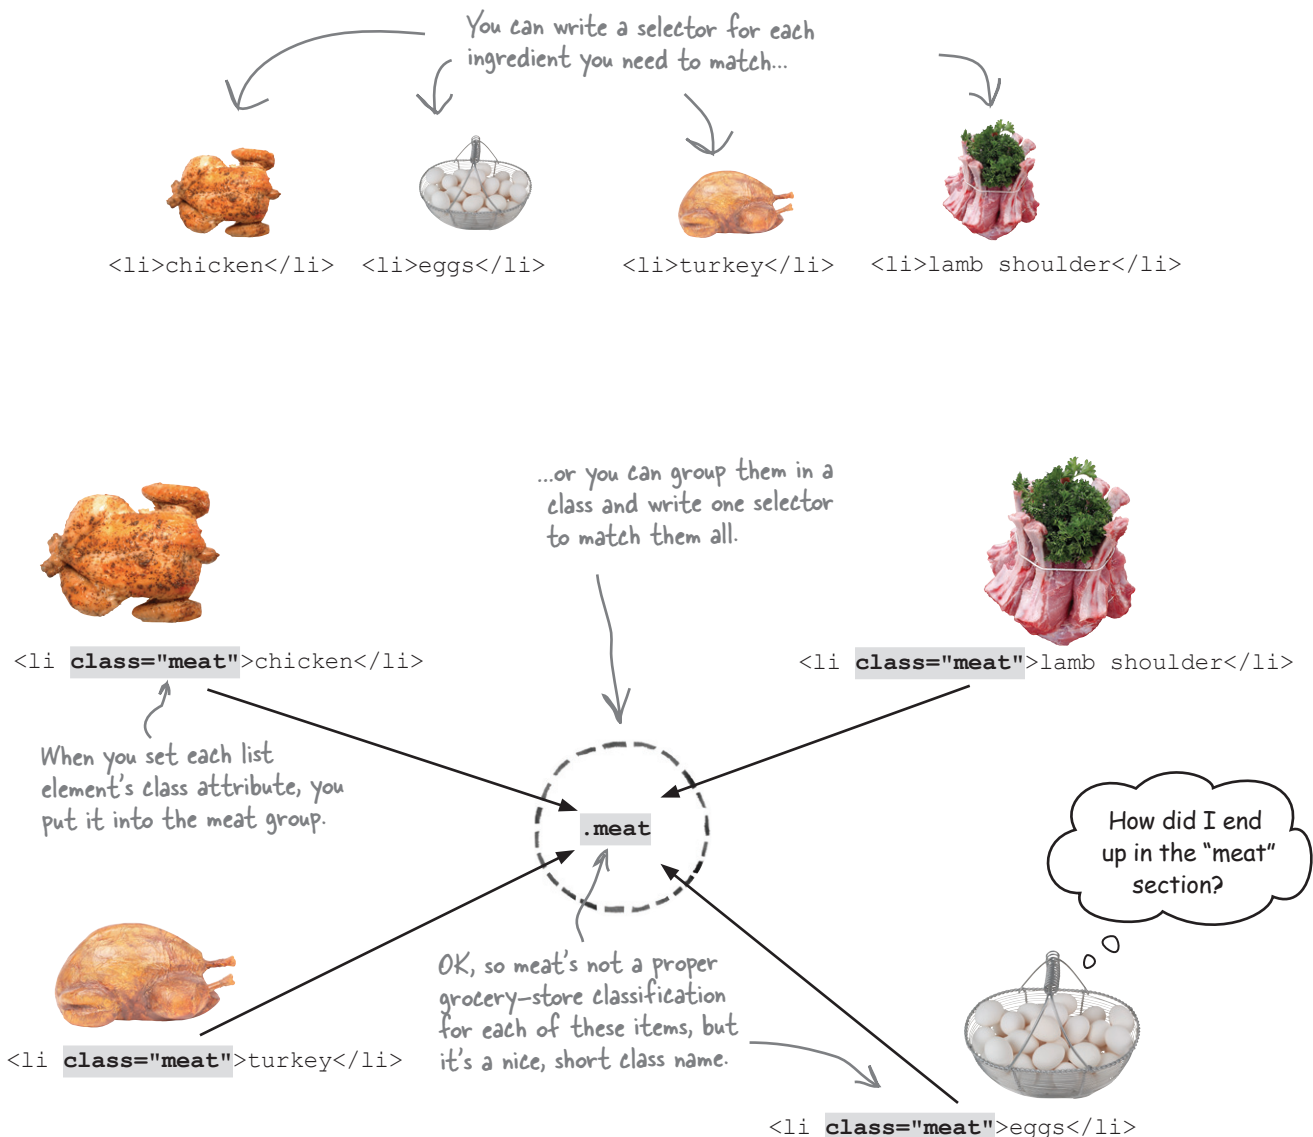 You can write a selector for each
ingredient you need to match...
<li>chicken</li>
<li>eggs</li>
<li>turkey</li>
<li>lamb shoulder</li>
...or you can group them in a
class and write one selector
to match them all.
<li class="meat">chicken</li>
<li class="meat">lamb shoulder</li>
When you set each list
element's class attribute, you
put it into the meat group.
.meat
How did I end
up in the “meat”
section?
OK, so meat's not a proper
grocery-store classification
for each of these items, but
it's a nice, short class name.
<li class="meat">turkey</li>
<li class="meat">eggs</li>